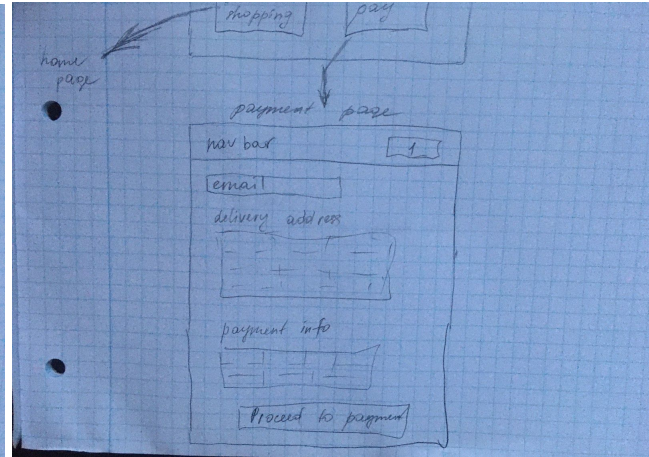 shopping
pay
home
page
payment page
nav bar
1
email
delivery address
payment info
Proceed to payment